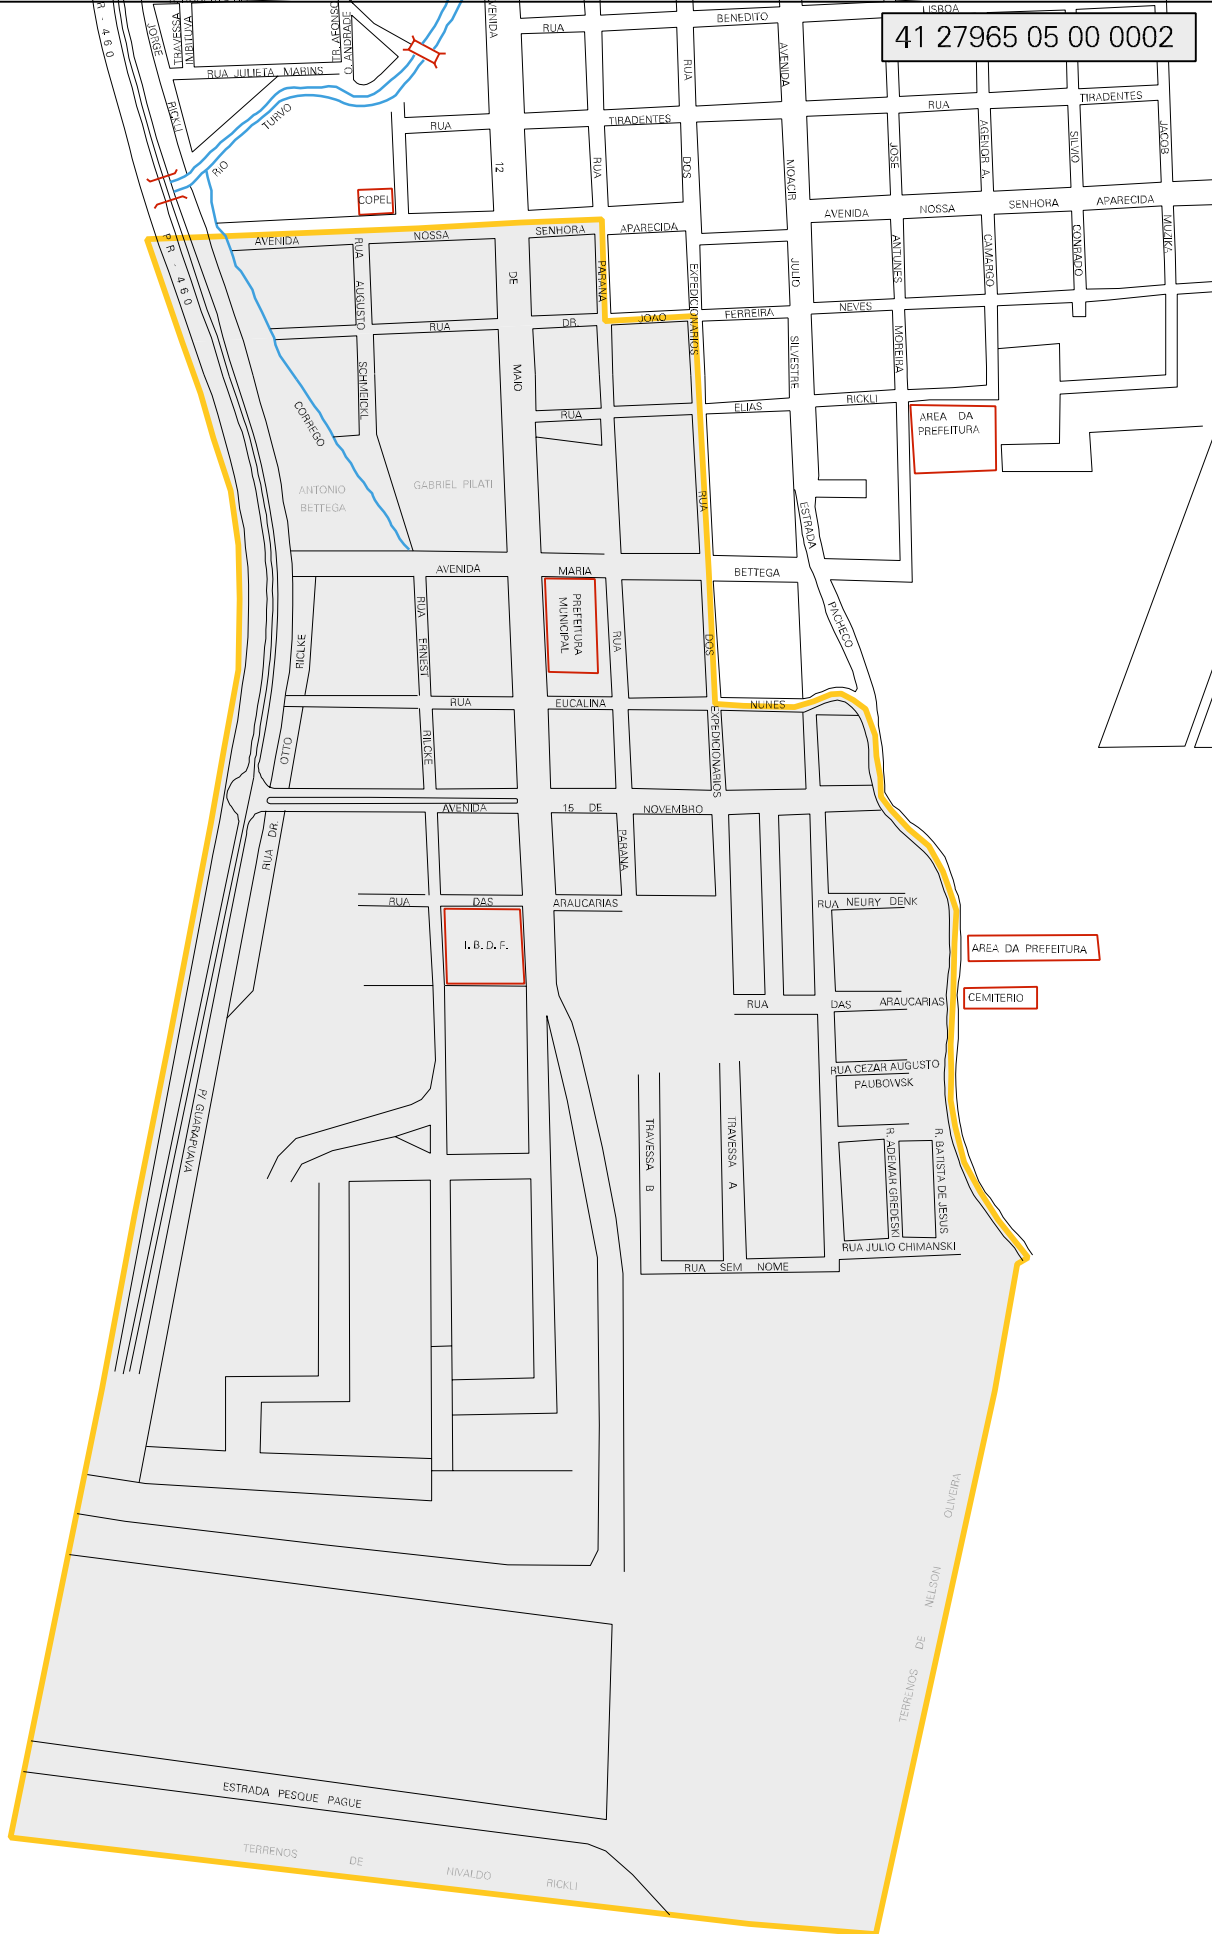 41 27965 05 00 0002
LISBOA
BENEDITO
RUA
AVENIDA
TRAVESSA
IMBITUVA
JORGE
RICKLI
TR. AFONSO
O. ANDRADE
RUA JULIETA MARINS
AVENIDA
RUA
TURVO
RIO
RUA
TIRADENTES
RUA
TIRADENTES
12
RUA
DOS
MOACIR
JOSE
AGENOR A.
SILVIO
JACOB
COPEL
AVENIDA
NOSSA
SENHORA
APARECIDA
AVENIDA
NOSSA
SENHORA
APARECIDA
PR - 460
RUA
AUGUSTO
SCHMEICKL
DE
PARANA
EXPEDICIONARIOS
JULIO
ANTUNES
CAMARGO
CONRADO
MUZIKA
RUA
DR.
JOAO
FERREIRA
NEVES
MAIO
SILVESTRE
MOREIRA
CORREGO
RUA
ELIAS
RICKLI
AREA DA
PREFEITURA
ANTONIO
BETTEGA
GABRIEL PILATI
RUA
ESTRADA
AVENIDA
MARIA
BETTEGA
PREFEITURA
MUNICIPAL
RUA
ERNEST
RILCKE
RICLKE
RUA
DOS
PACHECO
RUA
EUCALINA
NUNES
EXPEDICIONARIOS
OTTO
RUA DR.
AVENIDA
15 DE
NOVEMBRO
PARANA
RUA
DAS
ARAUCARIAS
RUA NEURY DENK
I.B.D.F.
AREA DA PREFEITURA
CEMITERIO
RUA
DAS
ARAUCARIAS
RUA CEZAR AUGUSTO
PAUBOWSK
P/ GUARAPUAVA
TRAVESSA B
TRAVESSA A
R. ADEMAR GREDESKI
R. BATISTA DE JESUS
RUA JULIO CHIMANSKI
RUA SEM NOME
TERRENOS DE NELSON OLIVEIRA
ESTRADA PESQUE PAGUE
TERRENOS DE NIVALDO RICKLI